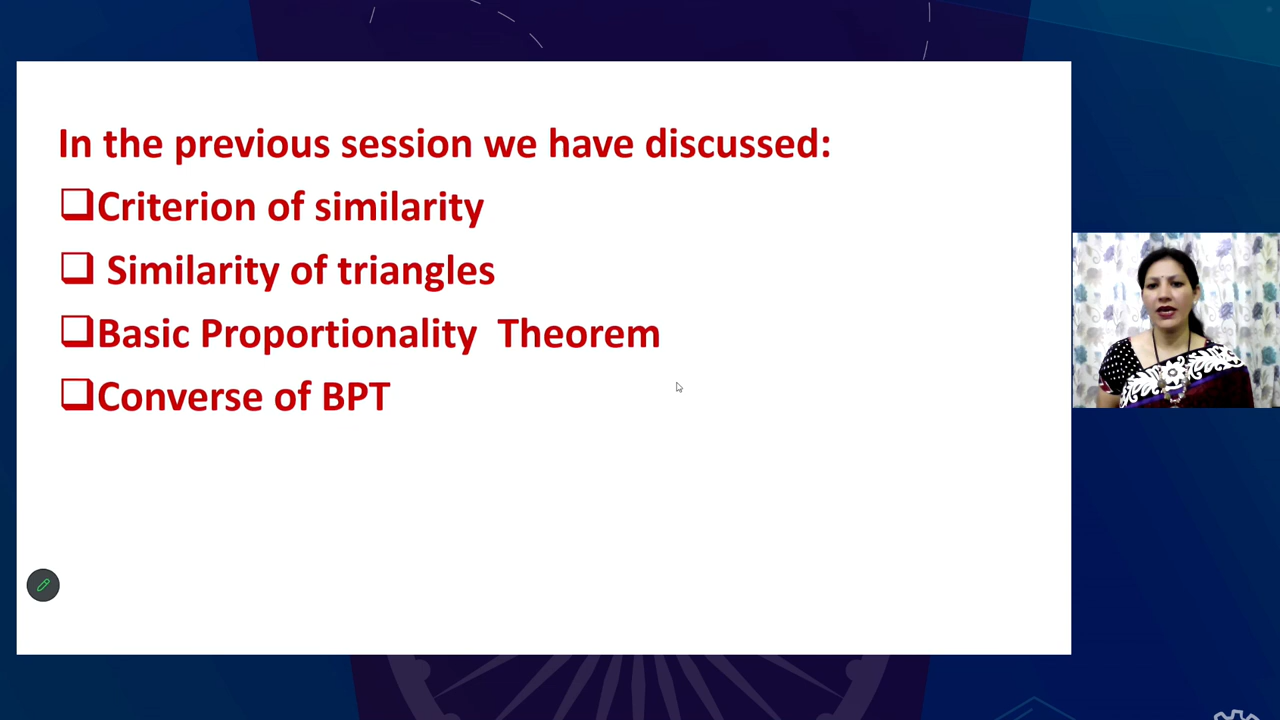 In the previous session we have discussed:
Criterion of similarity
Similarity of triangles
Basic Proportionality Theorem
Converse of BPT